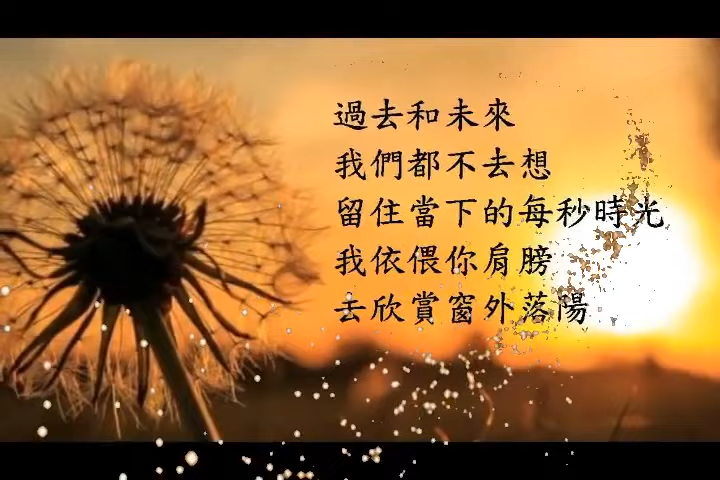 過去和未來
我們都不去想
留住當下的每秒時光
我依偎你肩膀
去欣賞窗外落陽